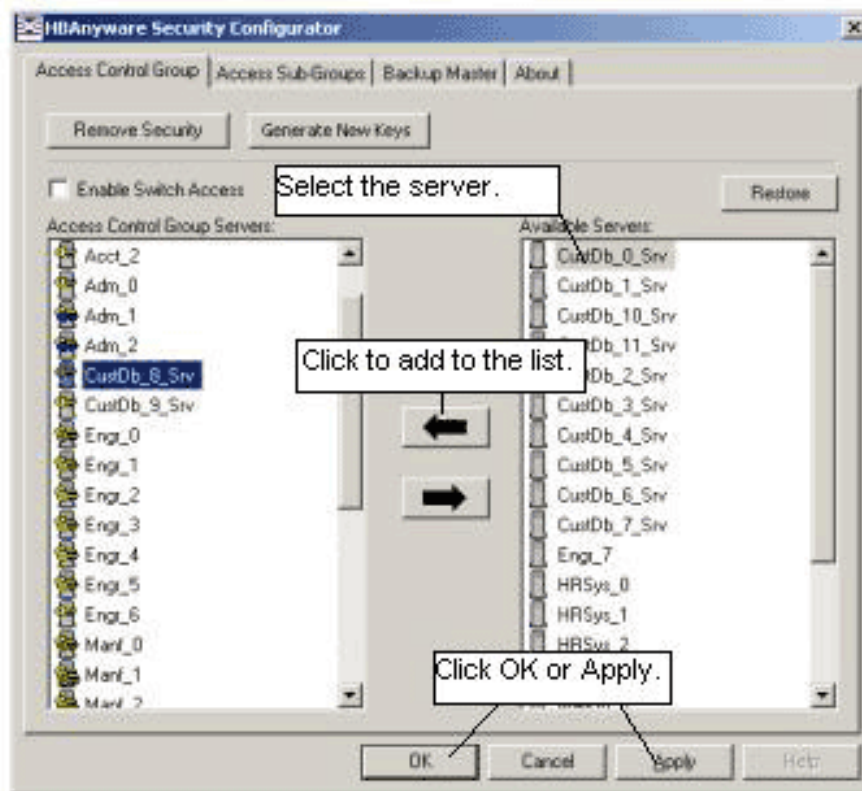 HBAnyware Security Configurator
Access Control Group Access Sub-Groups Backup Master About
Remove Security Generate New Keys
Select the server.
Enable Switch Access
Restore
Access Control Group Servers:
Available Servers:
Acct_2
Adm_0
Adm_1
Adm_2
CustDb_8_Srv
CustDb_9_Srv
Engr_0
Engr_1
Engr_2
Engr_3
Engr_4
Engr_5
Engr_6
Manf_0
Manf_1
Manf_2
Click to add to the list.
CustDb_0_Srv
CustDb_1_Srv
CustDb_10_Srv
CustDb_11_Srv
CustDb_2_Srv
CustDb_3_Srv
CustDb_4_Srv
CustDb_5_Srv
CustDb_6_Srv
CustDb_7_Srv
Engr_7
HRSys_0
HRSys_1
HRSys_2
Click OK or Apply.
OK Cancel Apply Help